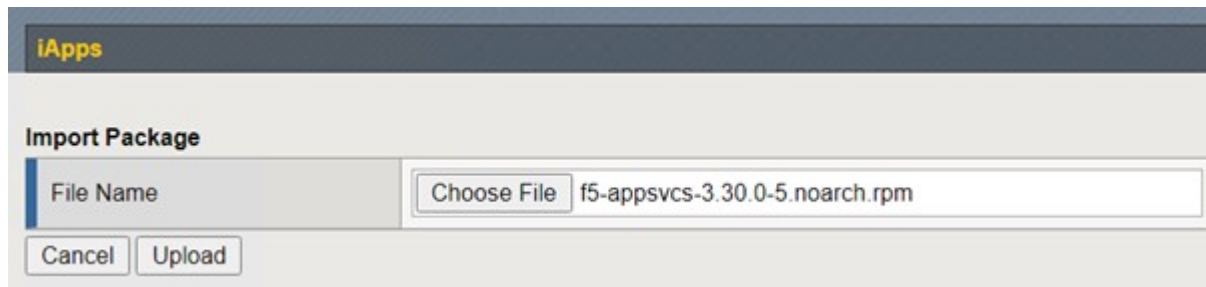 iApps
Import Package
File Name Choose File f5-appsvcs-3.30.0-5.noarch.rpm
Cancel Upload